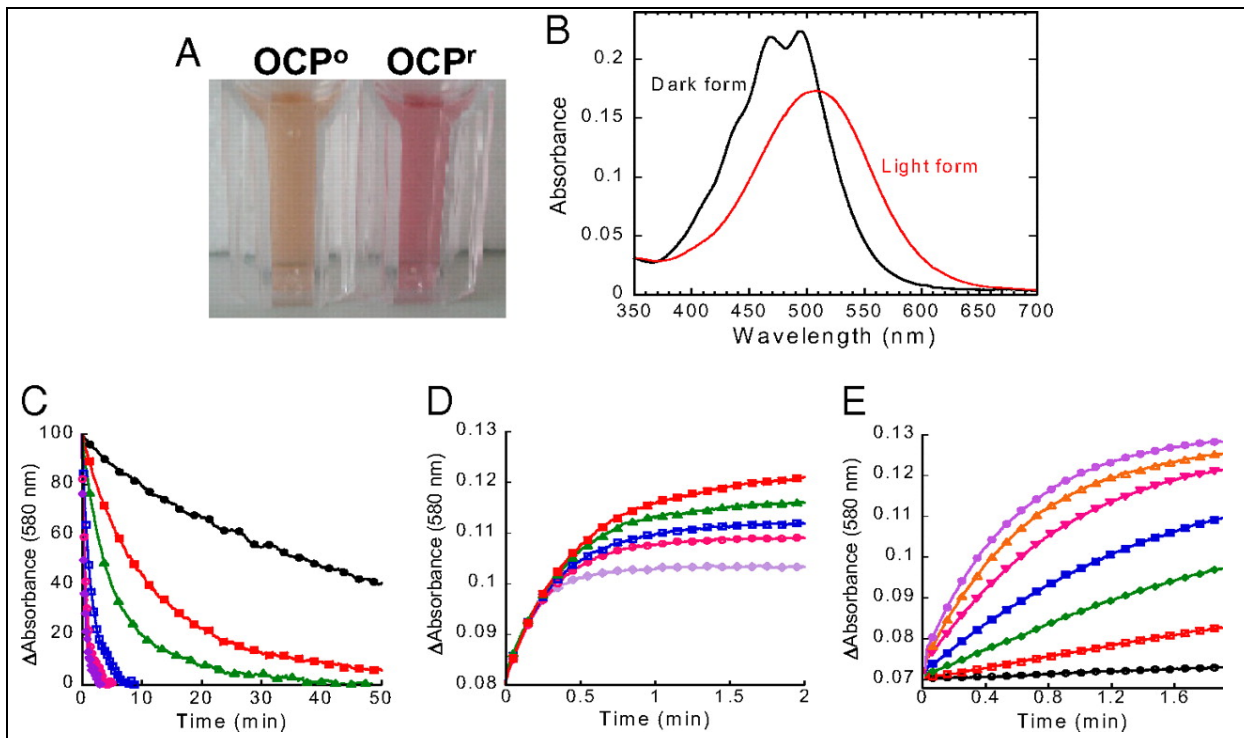 A
OCPº OCPʳ
B
Absorbance
0.2
0.15
0.1
0.05
0
Dark form
Light form
350 400 450 500 550 600 650 700
Wavelength (nm)
C
ΔAbsorbance (580 nm)
100
80
60
40
20
0
0 10 20 30 40 50
Time (min)
D
ΔAbsorbance (580 nm)
0.13
0.12
0.11
0.1
0.09
0.08
0 0.5 1 1.5 2
Time (min)
E
ΔAbsorbance (580 nm)
0.13
0.12
0.11
0.1
0.09
0.08
0.07
0 0.4 0.8 1.2 1.6
Time (min)